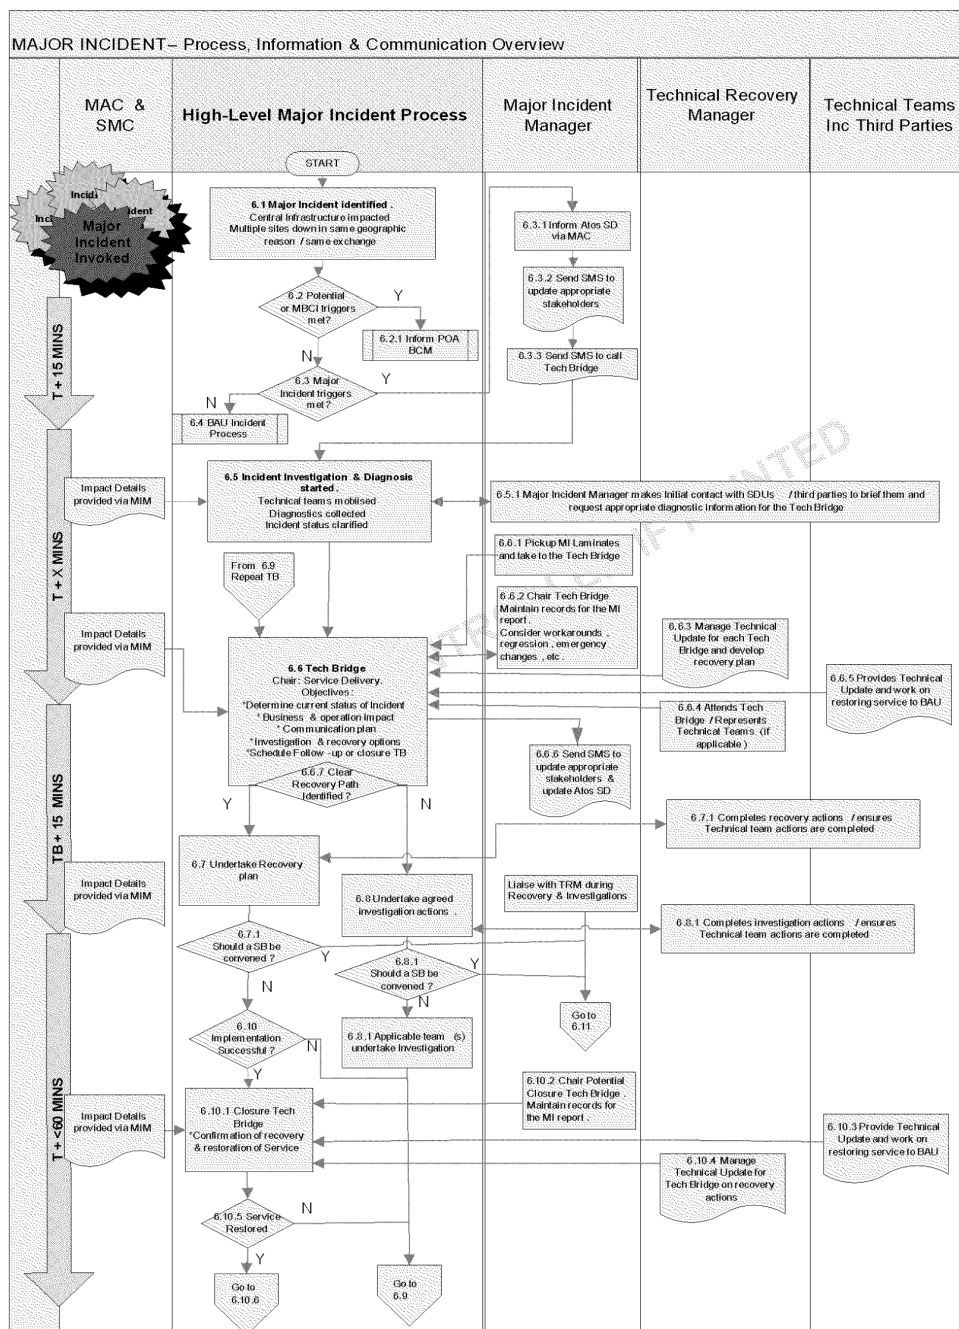 MAJOR INCIDENT– Process, Information & Communication Overview
MAC &
SMC
High-Level Major Incident Process
Major Incident
Manager
Technical Recovery
Manager
Technical Teams
Inc Third Parties
START
Major
Incident
Invoked
6.1 Major Incident identified .
Central Infrastructure impacted
Multiple sites down in same geographic
reason / same exchange
6.3.1 Inform Atos SD
via MAC
6.2 Potential
or MBCI triggers
met?
Y
6.3.2 Send SMS to
update appropriate
stakeholders
6.2.1 Inform POA
BCM
N
6.3.3 Send SMS to call
Tech Bridge
T + 15 MINS
6.3 Major
Incident triggers
met?
Y
N
6.4 BAU Incident
Process
6.5 Incident Investigation & Diagnosis
started .
Technical teams mobilised
Diagnostics collected
Incident status clarified
Impact Details
provided via MIM
6.5.1 Major Incident Manager makes Initial contact with SDUs / third parties to brief them and
request appropriate diagnostic information for the Tech Bridge
T + X MINS
6.6.1 Pickup MI Laminates
and take to the Tech Bridge
From 6.9
Repeat TB
6.6.2 Chair Tech Bridge
Maintain records for the MI
report .
Consider workarounds ,
regression , emergency
changes , etc .
Impact Details
provided via MIM
6.6.3 Manage Technical
Update for each Tech
Bridge and develop
recovery plan
6.6 Tech Bridge
Chair: Service Delivery.
Objectives :
*Determine current status of Incident
* Business & operation Impact
* Communication plan
*Investigation & recovery options
*Schedule Follow -up or closure TB
6.6.5 Provides Technical
Update and work on
restoring service to BAU
6.6.4 Attends Tech
Bridge / Represents
Technical Teams (if
applicable )
6.6.6 Send SMS to
update appropriate
stakeholders &
update Atos SD
6.6.7 Clear
Recovery Path
Identified ?
Y
N
TB + 15 MINS
6.7.1 Completes recovery actions / ensures
Technical team actions are completed
6.7 Undertake Recovery
plan
Impact Details
provided via MIM
6.8 Undertake agreed
investigation actions .
Liaise with TRM during
Recovery & Investigations
6.8.1 Completes investigation actions / ensures
Technical team actions are completed
6.7.1
Should a SB be
convened ?
Y
6.8.1
Should a SB be
convened ?
Y
N
N
Go to
6.11
6.10
Implementation
Successful ?
N
6.8.1 Applicable team (s)
undertake Investigation
Y
T + <60 MINS
6.10.2 Chair Potential
Closure Tech Bridge .
Maintain records for
the MI report .
Impact Details
provided via MIM
6.10.1 Closure Tech
Bridge
*Confirmation of recovery
& restoration of Service
6.10.3 Provide Technical
Update and work on
restoring service to BAU
6.10.4 Manage
Technical Update for
Tech Bridge on recovery
actions
6.10.5 Service
Restored
N
Y
Go to
6.10.6
Go to
6.9